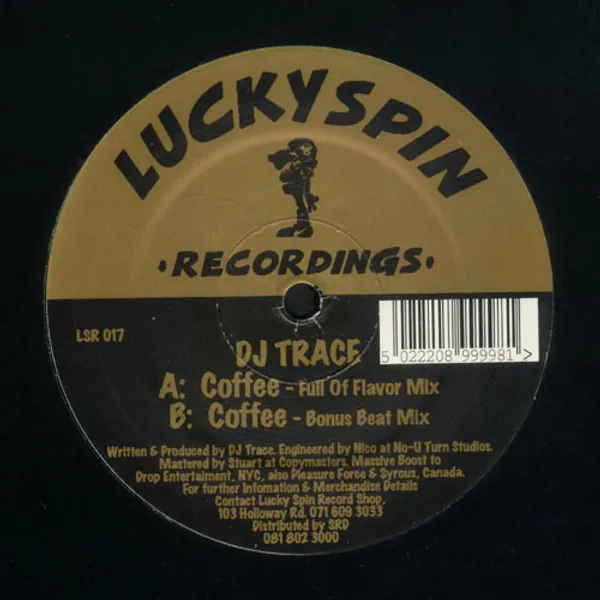 LUCKYSPIN
·RECORDINGS·
LSR 017
5 022208 999981 >
DJ TRACE
A: Coffee - Full Of Flavor Mix
B: Coffee - Bonus Beat Mix
Written & Produced by DJ Trace. Engineered by Nico at No-U Turn Studios.
Mastered by Stuart at Copymasters. Massive Boost to
Drop Entertaiment, NYC, also Pleasure Force & Syrous, Canada.
For further Infomation & Merchandise Details
Contact Lucky Spin Record Shop,
103 Holloway Rd. 071 609 3033
Distributed by SRD
081 802 3000